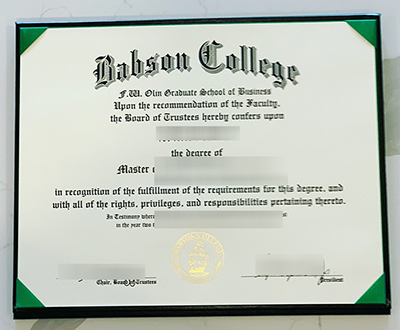 Babson College
F.W. Olin Graduate School of Business
Upon the recommendation of the Faculty,
the Board of Trustees hereby confers upon
the degree of
Master
in recognition of the fulfillment of the requirements for this degree, and
with all of the rights, privileges, and responsibilities pertaining thereto.
In Testimony
in the year two
Chair, Board of Trustees
President